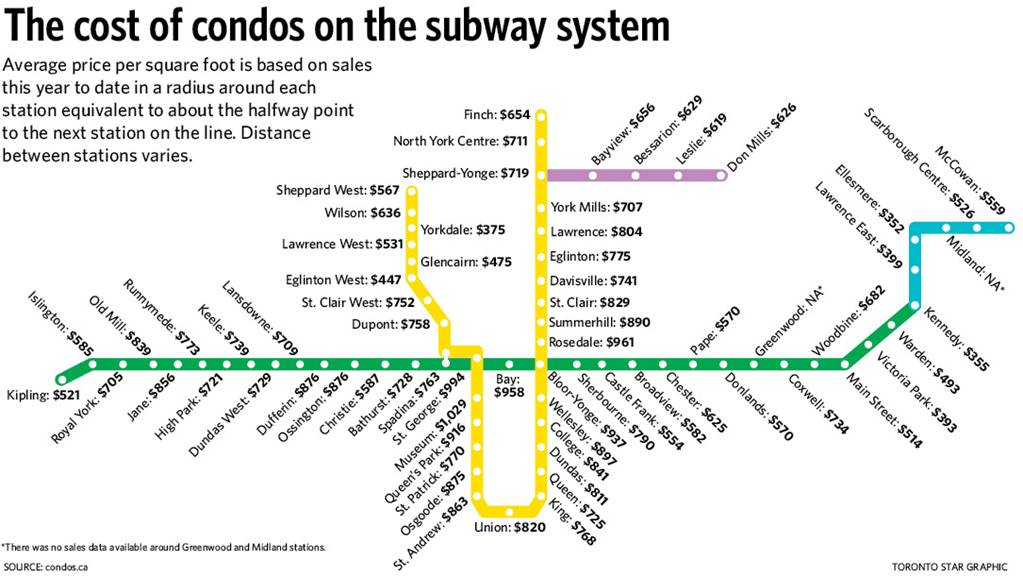 The cost of condos on the subway system
Average price per square foot is based on sales
this year to date in a radius around each
station equivalent to about the halfway point
to the next station on the line. Distance
between stations varies.
Finch: $654
North York Centre: $711
Sheppard-Yonge: $719
Bayview: $656
Bessarion: $629
Leslie: $619
Don Mills: $626
Sheppard West: $567
Wilson: $636
Yorkdale: $375
Lawrence West: $531
Glencairn: $475
Eglinton West: $447
St. Clair West: $752
Dupont: $758
York Mills: $707
Lawrence: $804
Eglinton: $775
Davisville: $741
St. Clair: $829
Summerhill: $890
Rosedale: $961
Scarborough Centre: $526
McCowan: $559
Ellesmere: $352
Lawrence East: $399
Midland: NA*
Kennedy: $355
Warden: $493
Victoria Park: $393
Main Street: $514
Woodbine: $682
Coxwell: $734
Greenwood: NA*
Donlands: $570
Pape: $570
Chester: $625
Broadview: $582
Castle Frank: $554
Sherbourne: $790
Bloor-Yonge: $937
Bay:
$958
Islington: $585
Old Mill: $839
Runnymede: $773
Keele: $739
Lansdowne: $709
Kipling: $521
Royal York: $705
Jane: $856
High Park: $721
Dundas West: $729
Dufferin: $876
Ossington: $876
Christie: $587
Bathurst: $728
Spadina: $763
St. George: $994
Museum: $1,029
Queen's Park: $916
St. Patrick: $770
Osgoode: $875
St. Andrew: $863
Union: $820
Wellesley: $897
College: $841
Dundas: $811
Queen: $725
King: $768
*There was no sales data available around Greenwood and Midland stations.
SOURCE: condos.ca
TORONTO STAR GRAPHIC